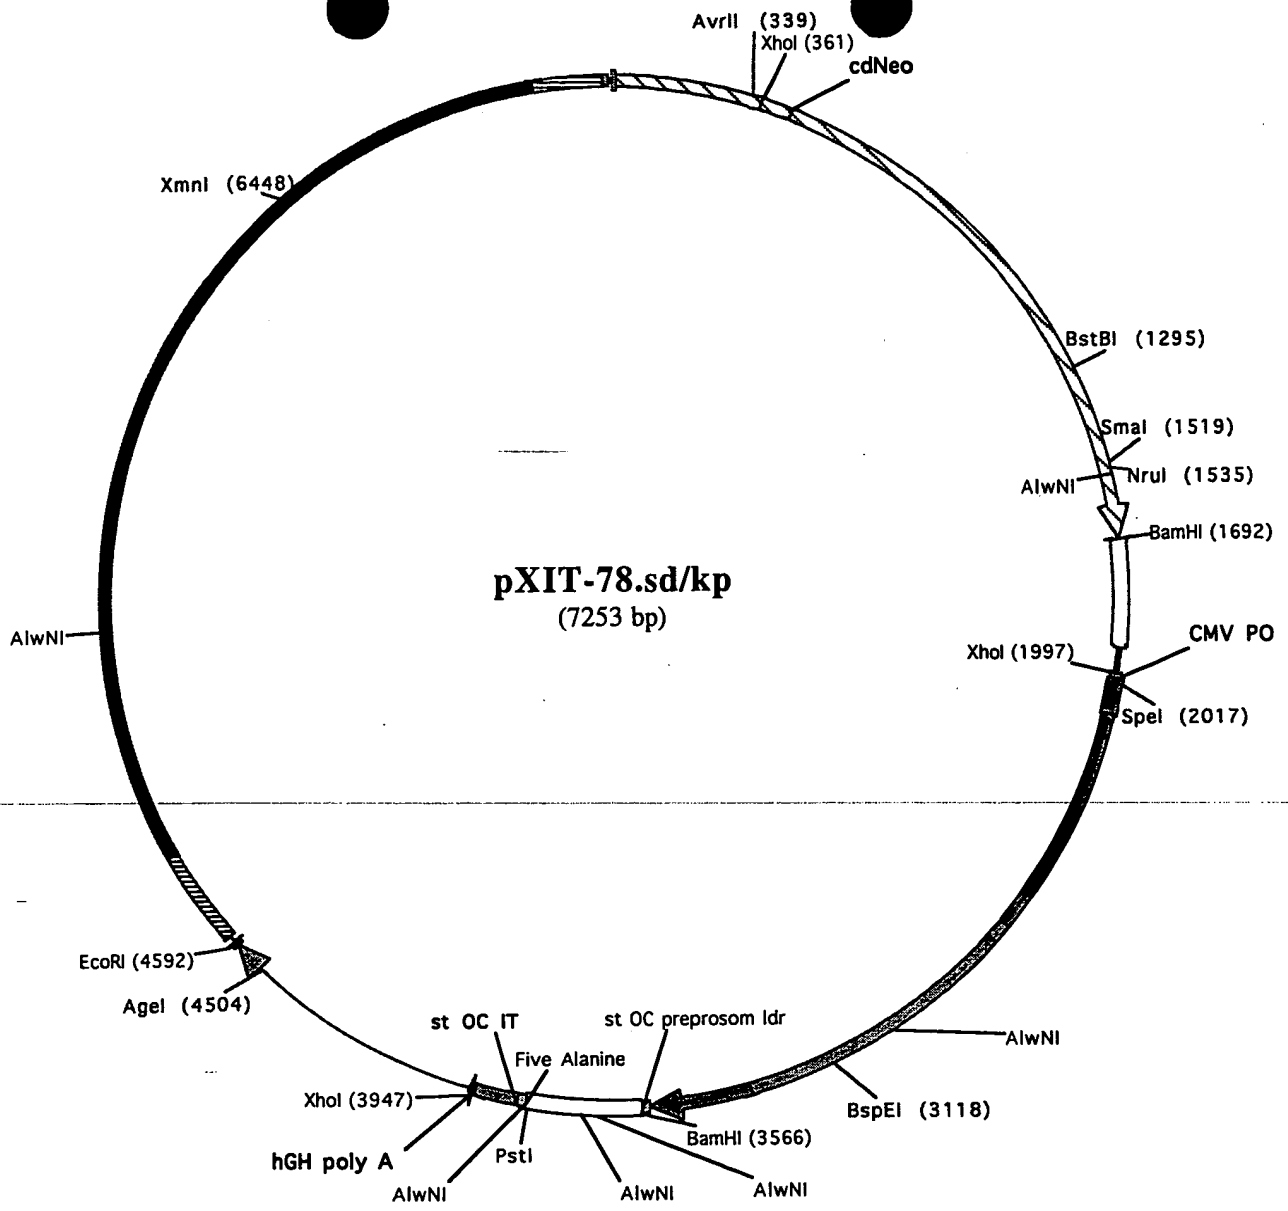 AvrII (339)
XhoI (361)
cdNeo
XmnI (6448)
BstBI (1295)
SmaI (1519)
NruI (1535)
AlwNI
BamHI (1692)
pXIT-78.sd/kp
(7253 bp)
AlwNI
CMV PO
XhoI (1997)
SpeI (2017)
EcoRI (4592)
AgeI (4504)
st OC IT
st OC preprosom ldr
Five Alanine
AlwNI
XhoI (3947)
BspEI (3118)
BamHI (3566)
hGH poly A
PstI
AlwNI
AlwNI
AlwNI